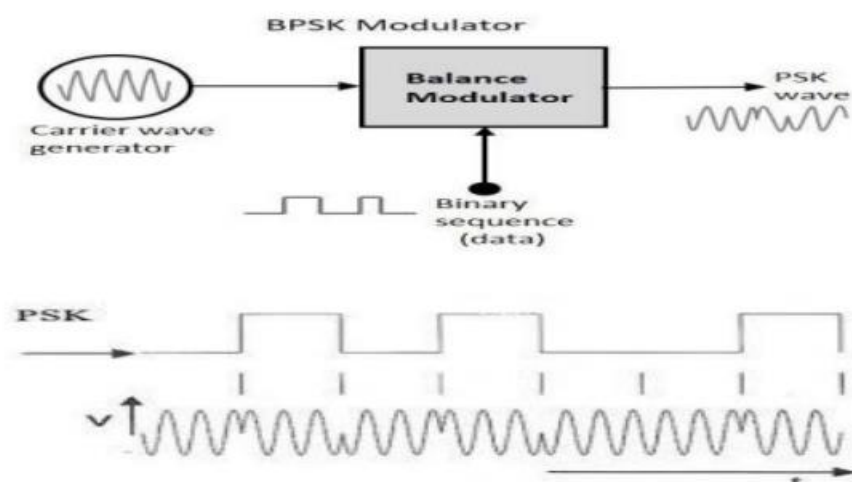 BPSK Modulator
Balance
Modulator
PSK
wave
Carrier wave
generator
Binary
sequence
(data)
PSK
V